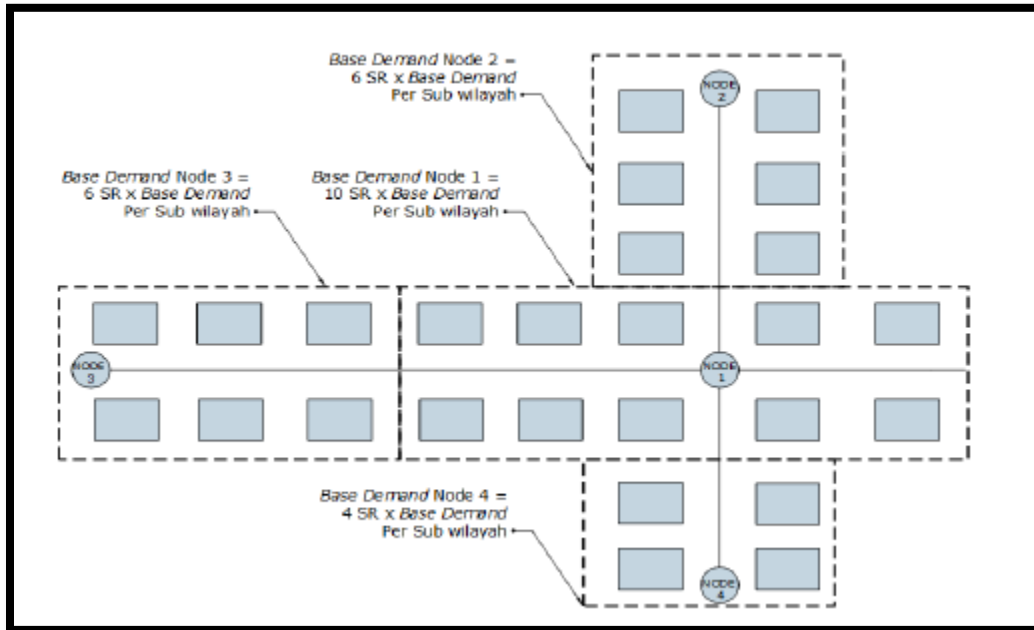 Base Demand Node 2 =
6 SR x Base Demand
Per Sub wilayah
NODE
2
Base Demand Node 3 =
6 SR x Base Demand
Per Sub wilayah
Base Demand Node 1 =
10 SR x Base Demand
Per Sub wilayah
NODE
3
NODE
1
Base Demand Node 4 =
4 SR x Base Demand
Per Sub wilayah
NODE
4